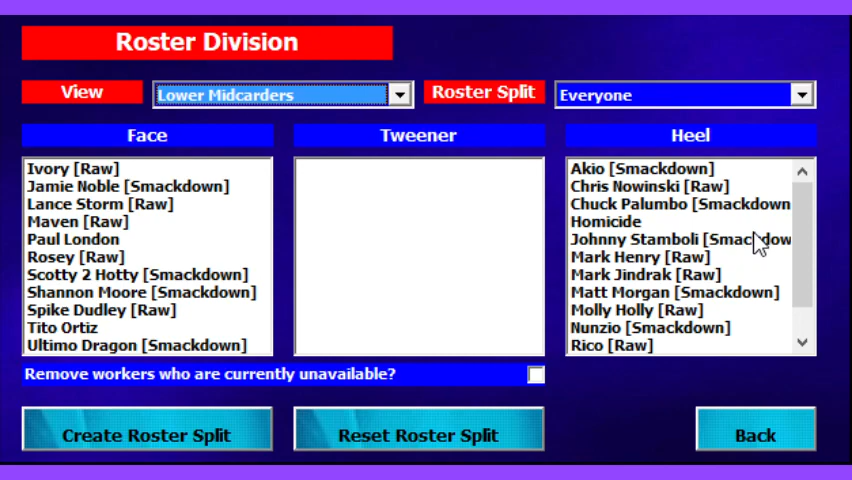 Roster Division
View
Lower Midcarders
Roster Split
Everyone
Face
Tweener
Heel
Ivory [Raw]
Jamie Noble [Smackdown]
Lance Storm [Raw]
Maven [Raw]
Paul London
Rosey [Raw]
Scotty 2 Hotty [Smackdown]
Shannon Moore [Smackdown]
Spike Dudley [Raw]
Tito Ortiz
Ultimo Dragon [Smackdown]
Akio [Smackdown]
Chris Nowinski [Raw]
Chuck Palumbo [Smackdown
Homicide
Johnny Stamboli [Smackdow
Mark Henry [Raw]
Mark Jindrak [Raw]
Matt Morgan [Smackdown]
Molly Holly [Raw]
Nunzio [Smackdown]
Rico [Raw]
Remove workers who are currently unavailable?
Create Roster Split
Reset Roster Split
Back